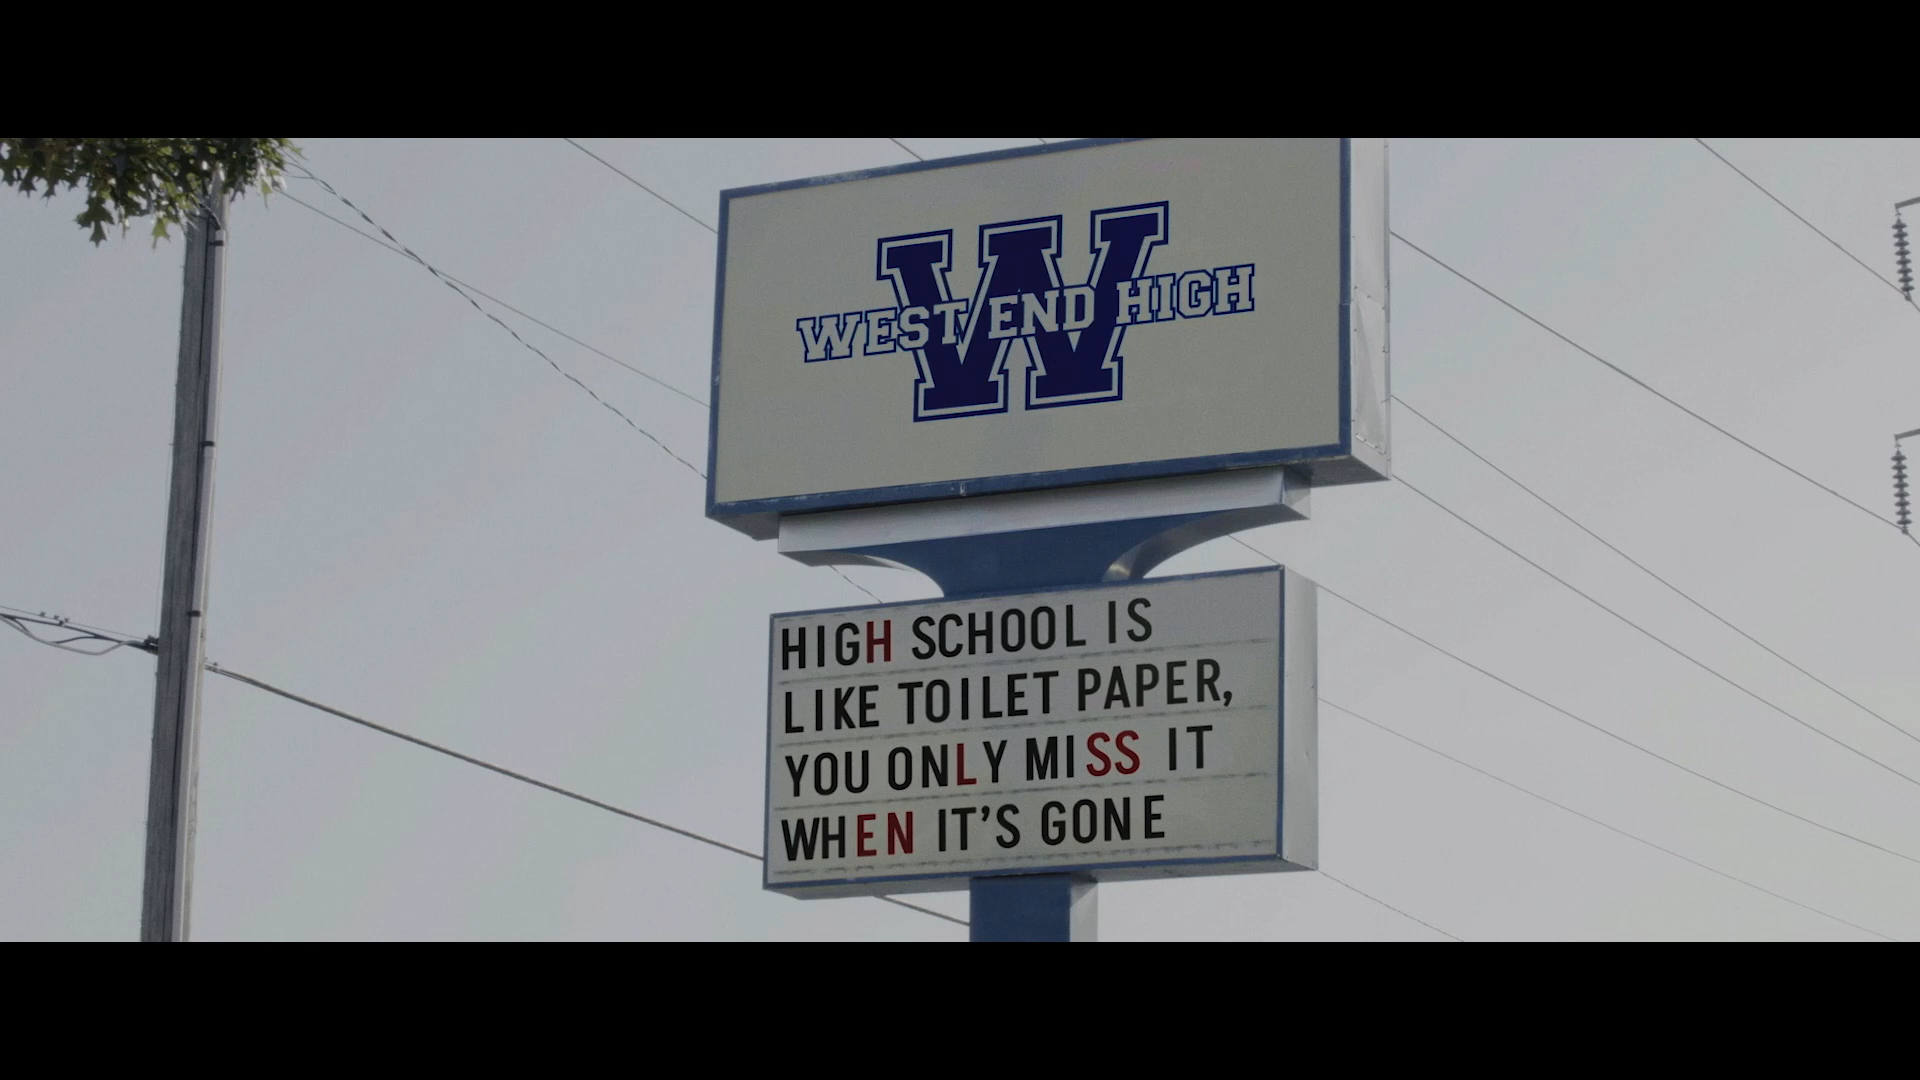 W
WEST END HIGH
HIGH SCHOOL IS
LIKE TOILET PAPER,
YOU ONLY MISS IT
WHEN IT'S GONE